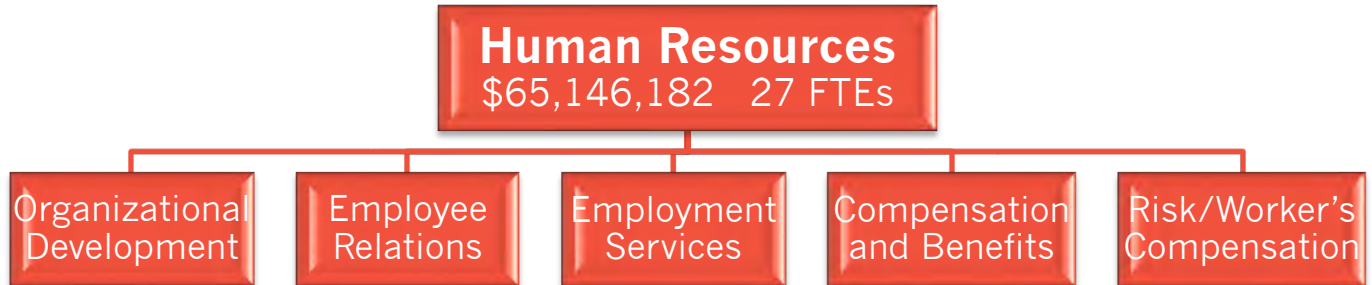 Human Resources
$65,146,182 27 FTEs
Organizational
Development
Employee
Relations
Employment
Services
Compensation
and Benefits
Risk/Worker's
Compensation